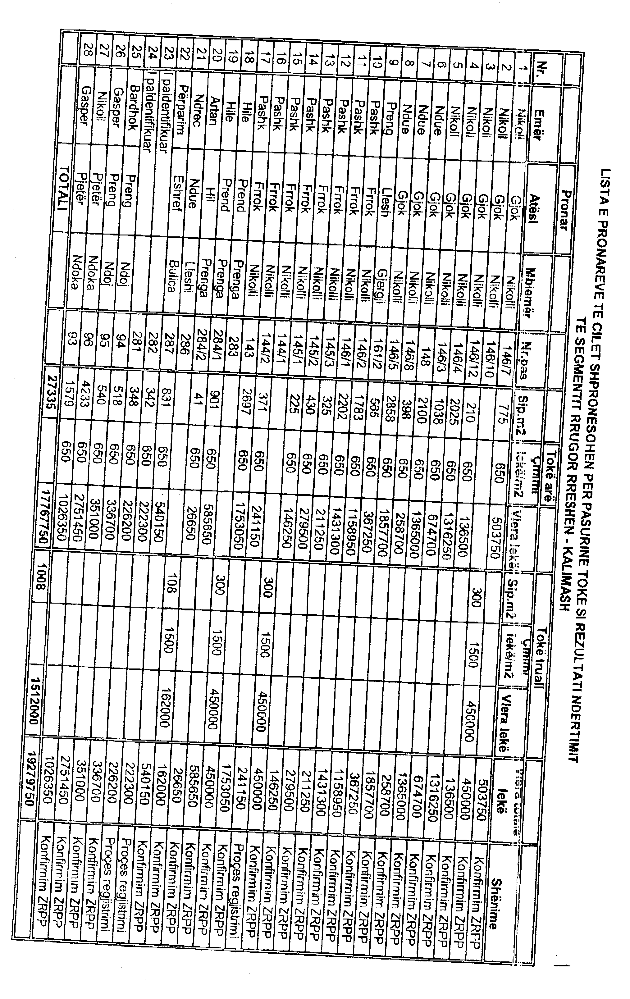 LISTA E PRONAREVE TE CILET SHPRONESOHEN PER PASURINE TOKE SI REZULTATI NDERTIMIT
TE SEGMENTIT RRUGOR RRESHEN - KALIMASH
Pronar Tokë arë Tokë truall
Nr. Emër Atësi Mbiemër Nr.pas Sip.m2 Çmimi lekë/m2 Vlera lekë Sip.m2 Çmimi lekë/m2 Vlera lekë Vlera totale lekë Shënime
1 Nikoll Gjok Nikolli 146/7 775 650 503750 503750 Konfirmim ZRPP
2 Nikoll Gjok Nikolli 146/10 300 1500 450000 450000 Konfirmim ZRPP
3 Nikoll Gjok Nikolli 146/12 210 650 136500 136500 Konfirmim ZRPP
4 Nikoll Gjok Nikolli 146/4 2025 650 1316250 1316250 Konfirmim ZRPP
5 Nikoll Gjok Nikolli 146/3 1038 650 674700 674700 Konfirmim ZRPP
6 Ndue Gjok Nikolli 148 2100 650 1365000 1365000 Konfirmim ZRPP
7 Ndue Gjok Nikolli 146/8 398 650 258700 258700 Konfirmim ZRPP
8 Ndue Gjok Nikolli 146/5 2858 650 1857700 1857700 Konfirmim ZRPP
9 Preng Llesh Gjergji 161/2 565 650 367250 367250 Konfirmim ZRPP
10 Pashk Frrok Nikolli 146/2 1783 650 1158950 1158950 Konfirmim ZRPP
11 Pashk Frrok Nikolli 146/1 2202 650 1431300 1431300 Konfirmim ZRPP
12 Pashk Frrok Nikolli 145/3 325 650 211250 211250 Konfirmim ZRPP
13 Pashk Frrok Nikolli 145/2 430 650 279500 279500 Konfirmim ZRPP
14 Pashk Frrok Nikolli 145/1 225 650 146250 146250 Konfirmim ZRPP
15 Pashk Frrok Nikolli 144/1 300 1500 450000 450000 Konfirmim ZRPP
16 Pashk Frrok Nikolli 144/2 371 650 241150 241150 Proçes regjistrimi
17 Pashk Frrok Nikolli 143 2697 650 1753050 1753050 Konfirmim ZRPP
18 Hile Prend Prenga 283 300 1500 450000 450000 Konfirmim ZRPP
19 Hile Prend Prenga 284/1 901 650 585650 585650 Konfirmim ZRPP
20 Artan Hil Prenga 284/2 41 650 26650 26650 Konfirmim ZRPP
21 Ndrec Ndue Lleshi 286 108 1500 162000 162000 Konfirmim ZRPP
22 Përparim Eshref Bulica 287 831 650 540150 540150 Konfirmim ZRPP
23 I paidentifikuar 282 342 650 222300 222300 Proçes regjistrimi
24 I paidentifikuar 281 348 650 226200 226200 Proçes regjistrimi
25 Bardhok Preng Ndoj 94 518 650 336700 336700 Konfirmim ZRPP
26 Gasper Preng Ndoj 95 540 650 351000 351000 Konfirmim ZRPP
27 Nikoll Pjetër Ndoka 96 4233 650 2751450 2751450 Konfirmim ZRPP
28 Gasper Pjetër Ndoka 93 1579 650 1026350 1026350 Konfirmim ZRPP
TOTALI 27335 17767750 1008 1512000 19279750